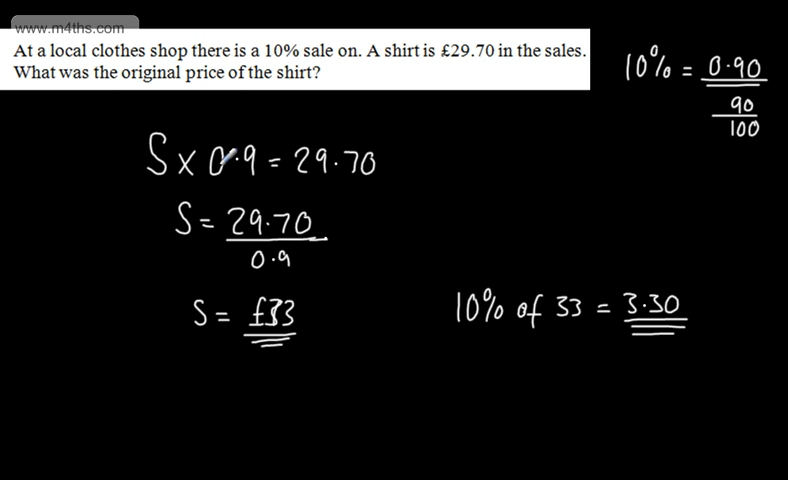 www.m4ths.com
At a local clothes shop there is a 10% sale on. A shirt is £29.70 in the sales.
What was the original price of the shirt?
10% = 0.90
90
100
S x 0.9 = 29.70
S = 29.70
0.9
S = £33
10% of 33 = 3.30